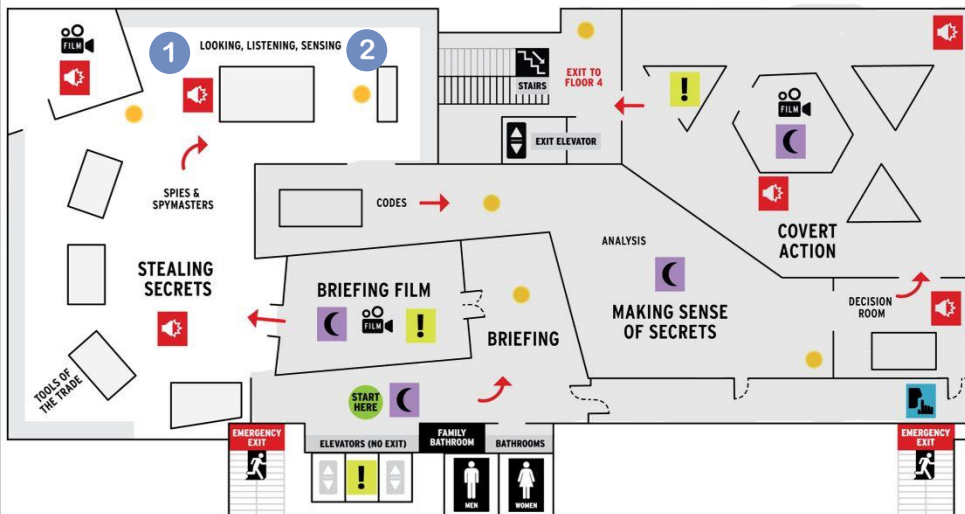 FILM
1
LOOKING, LISTENING, SENSING
2
STAIRS
EXIT TO
FLOOR 4
EXIT ELEVATOR
!
FILM
SPIES &
SPYMASTERS
CODES
ANALYSIS
COVERT
ACTION
STEALING
SECRETS
BRIEFING FILM
FILM
!
BRIEFING
MAKING SENSE
OF SECRETS
DECISION
ROOM
TOOLS OF
THE TRADE
START
HERE
EMERGENCY
EXIT
ELEVATORS (NO EXIT)
!
FAMILY
BATHROOM
BATHROOMS
MEN
WOMEN
EMERGENCY
EXIT